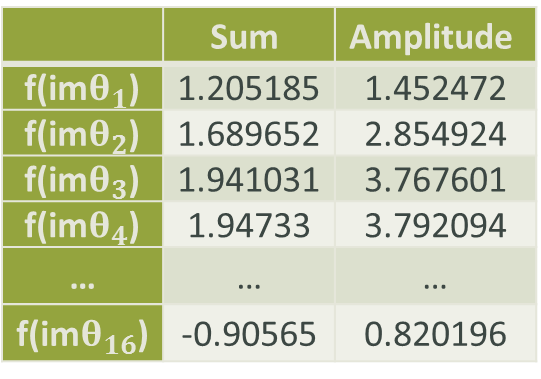 Sum Amplitude
f(imθ₁) 1.205185 1.452472
f(imθ₂) 1.689652 2.854924
f(imθ₃) 1.941031 3.767601
f(imθ₄) 1.94733 3.792094
... ... ...
f(imθ₁₆) -0.90565 0.820196